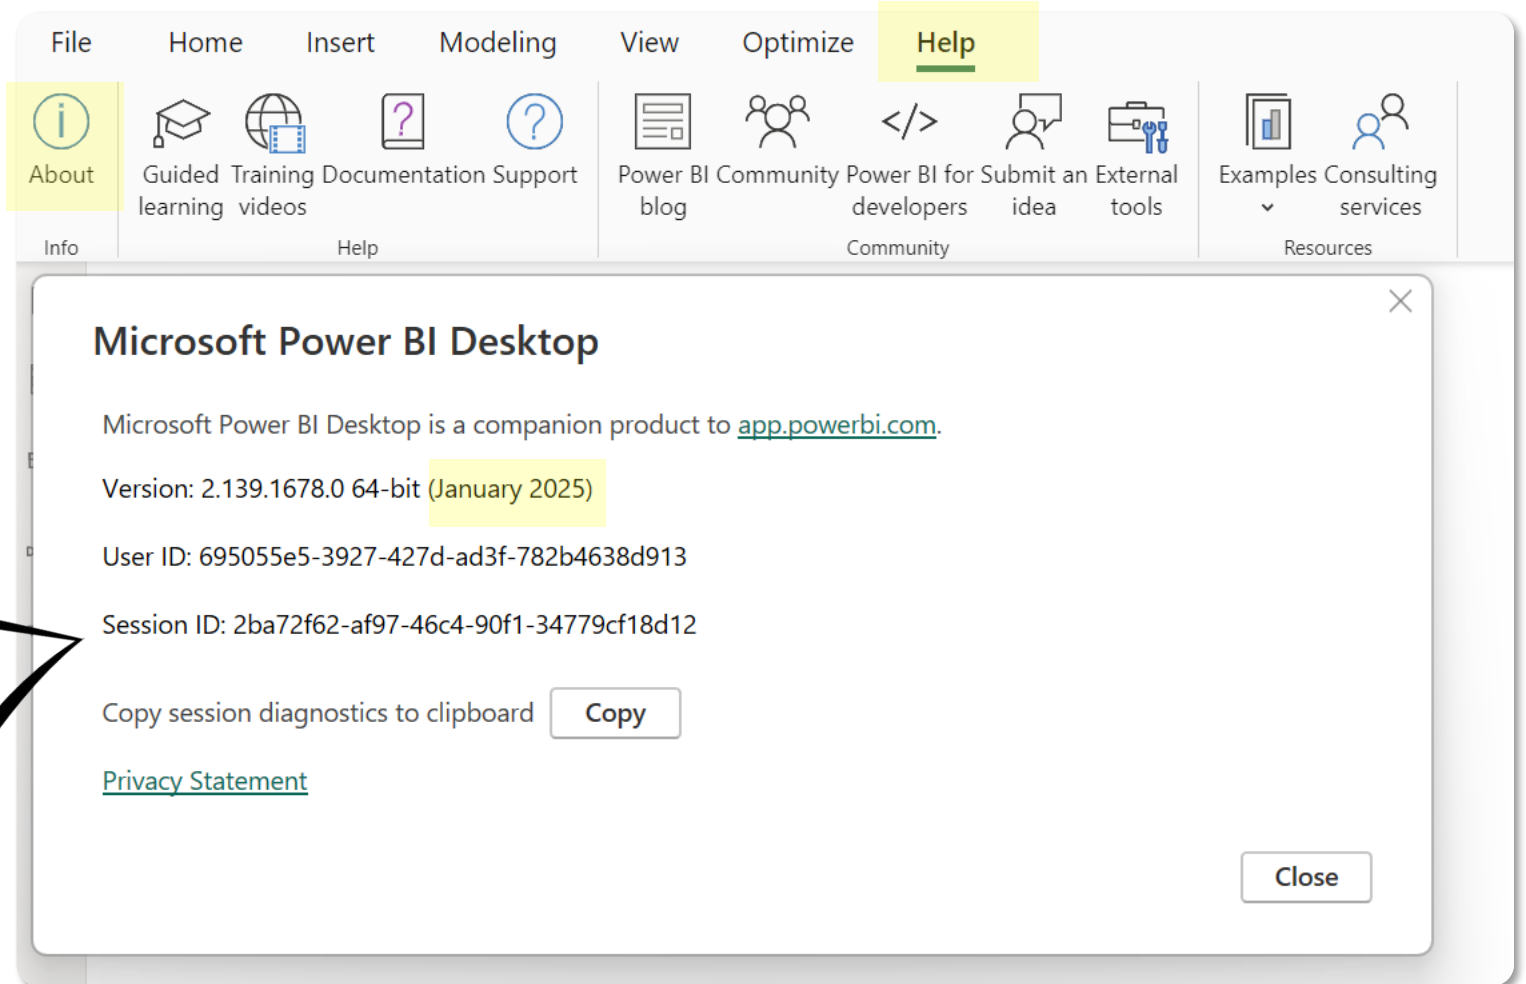 File Home Insert Modeling View Optimize Help
About Guided Training Documentation Support Power BI Community Power BI for Submit an External Examples Consulting
learning videos blog developers idea tools services
Info Help Community Resources
Microsoft Power BI Desktop
Microsoft Power BI Desktop is a companion product to app.powerbi.com.
Version: 2.139.1678.0 64-bit (January 2025)
User ID: 695055e5-3927-427d-ad3f-782b4638d913
Session ID: 2ba72f62-af97-46c4-90f1-34779cf18d12
Copy session diagnostics to clipboard Copy
Privacy Statement
Close